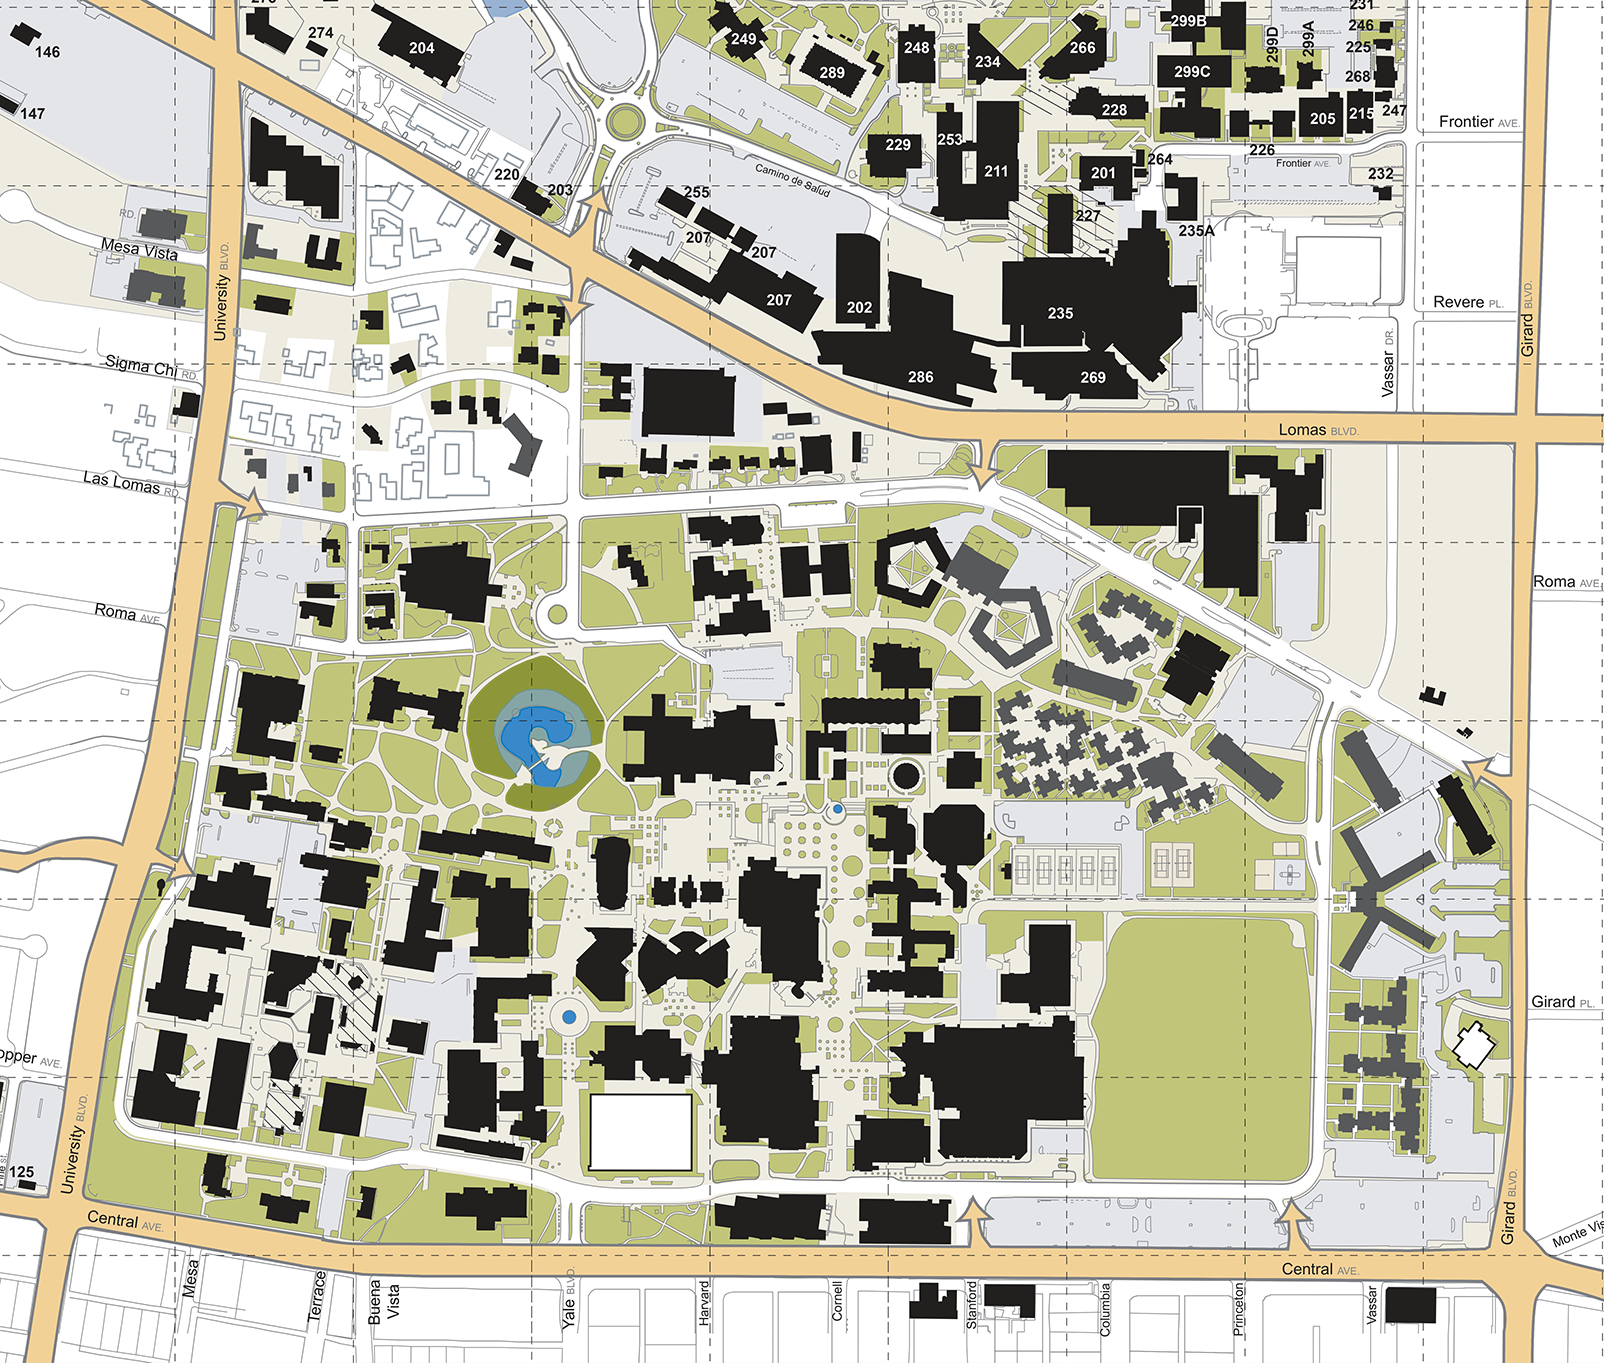 231
299B
246
299D
299A
225
274
204
249
248
234
266
146
289
299C
268
147
228
205
215
247
Frontier AVE.
253
229
226
211
201
264
Frontier AVE.
220
203
255
Camino de Salud
232
RD.
Mesa Vista
207
207
227
235A
University BLVD.
207
202
235
Revere PL.
Girard BLVD.
Sigma Chi RD.
286
269
Vassar DR.
Lomas BLVD.
Las Lomas RD.
Roma AVE.
Roma AVE.
Girard PL.
opper AVE.
University BLVD.
125
Girard BLVD.
Central AVE.
Monte Vis
Central AVE.
Mesa
Terrace
Buena
Vista
Yale BLVD.
Harvard
Cornell
Stanford
Columbia
Princeton
Vassar